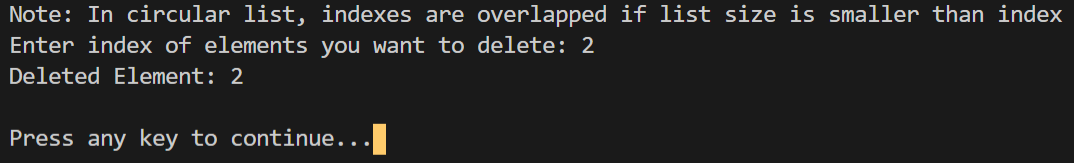 Note: In circular list, indexes are overlapped if list size is smaller than index
Enter index of elements you want to delete: 2
Deleted Element: 2
Press any key to continue...